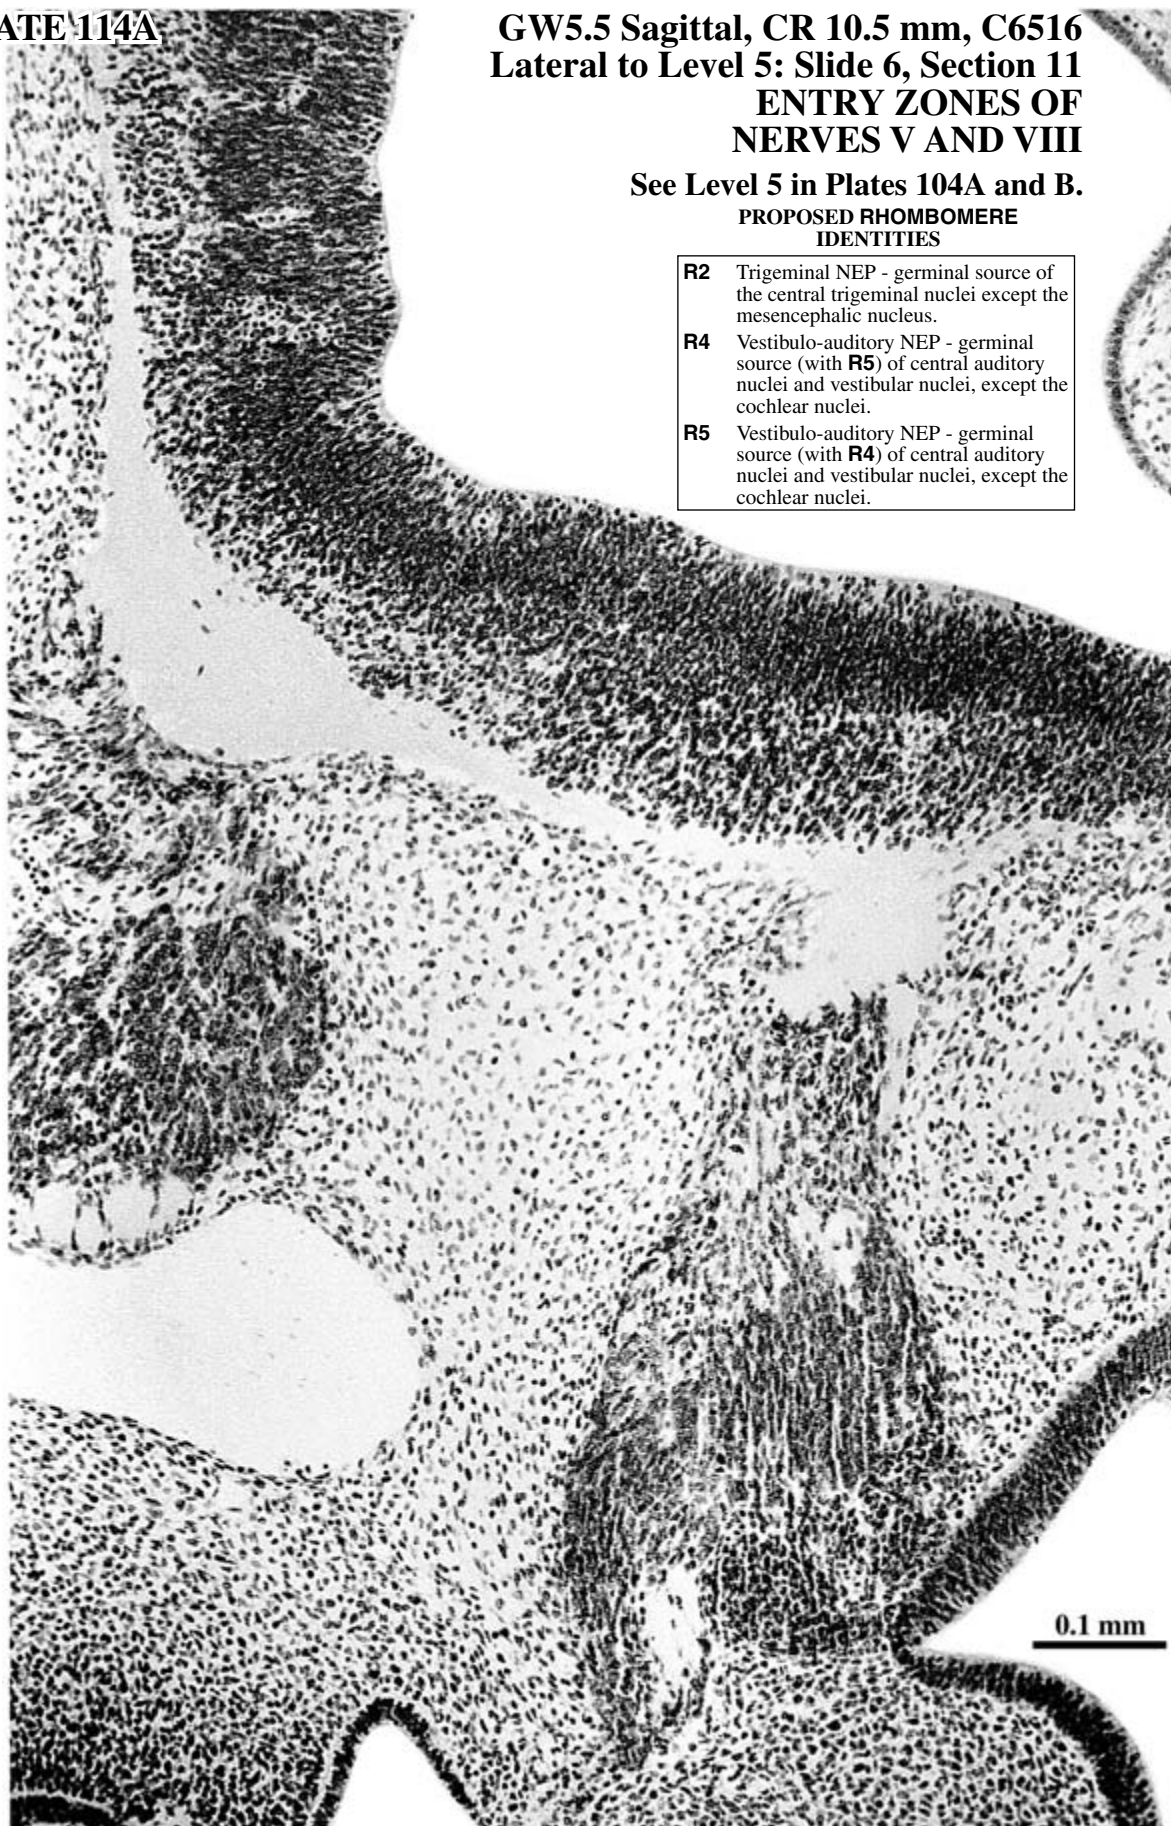 ATE 114A
GW5.5 Sagittal, CR 10.5 mm, C6516
Lateral to Level 5: Slide 6, Section 11
ENTRY ZONES OF
NERVES V AND VIII
See Level 5 in Plates 104A and B.
PROPOSED RHOMBOMERE
IDENTITIES
R2 Trigeminal NEP - germinal source of
the central trigeminal nuclei except the
mesencephalic nucleus.
R4 Vestibulo-auditory NEP - germinal
source (with R5) of central auditory
nuclei and vestibular nuclei, except the
cochlear nuclei.
R5 Vestibulo-auditory NEP - germinal
source (with R4) of central auditory
nuclei and vestibular nuclei, except the
cochlear nuclei.
0.1 mm